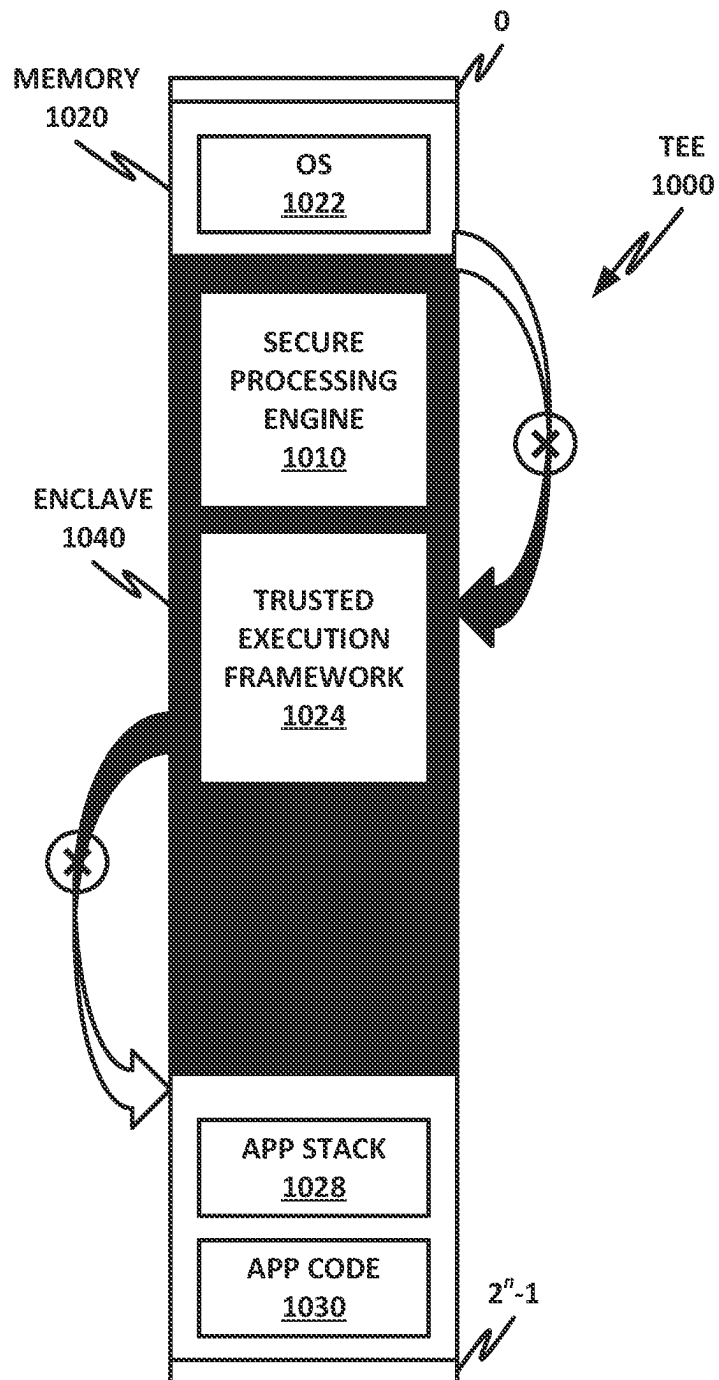 0
MEMORY
1020
TEE
1000
OS
1022
SECURE
PROCESSING
ENGINE
1010
ENCLAVE
1040
TRUSTED
EXECUTION
FRAMEWORK
1024
APP STACK
1028
APP CODE
1030
2ⁿ-1